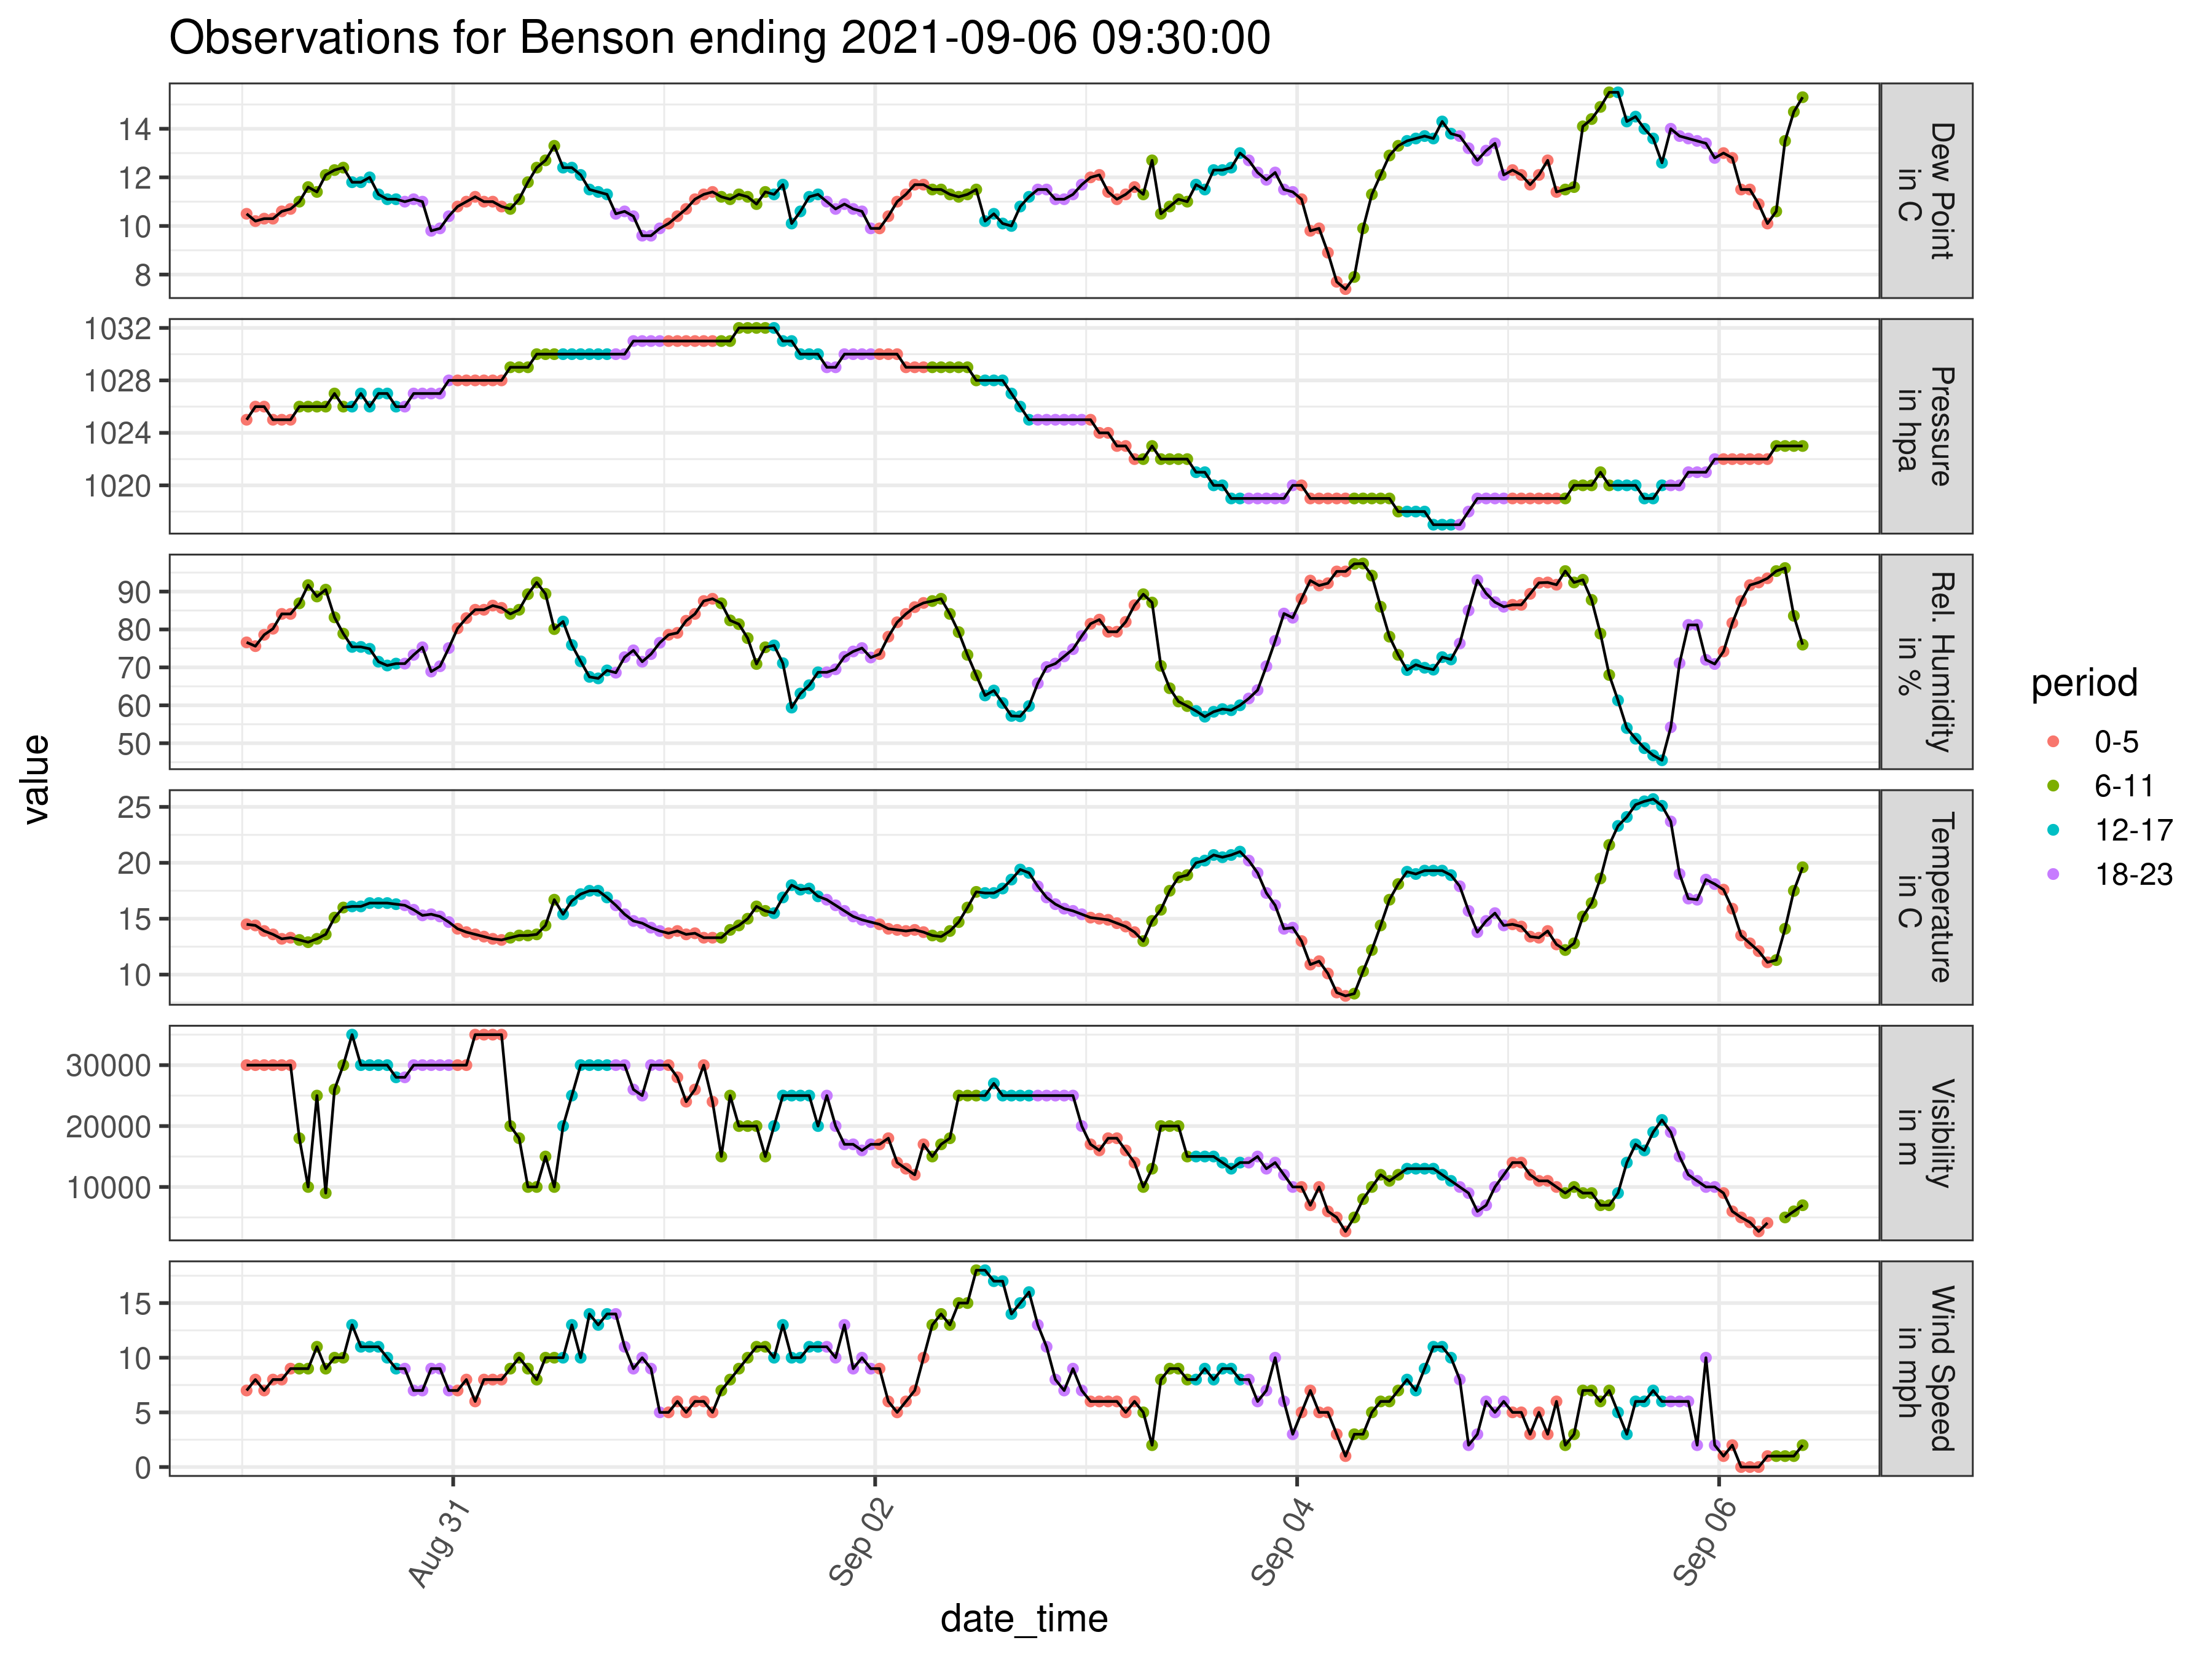 Observations for Benson ending 2021-09-06 09:30:00
value
14
12
10
8
Dew Point
in C
1032
1028
1024
1020
Pressure
in hpa
90
80
70
60
50
Rel. Humidity
in %
25
20
15
10
Temperature
in C
30000
20000
10000
Visibility
in m
15
10
5
0
Wind Speed
in mph
Aug 31
Sep 02
Sep 04
Sep 06
date_time
period
0-5
6-11
12-17
18-23